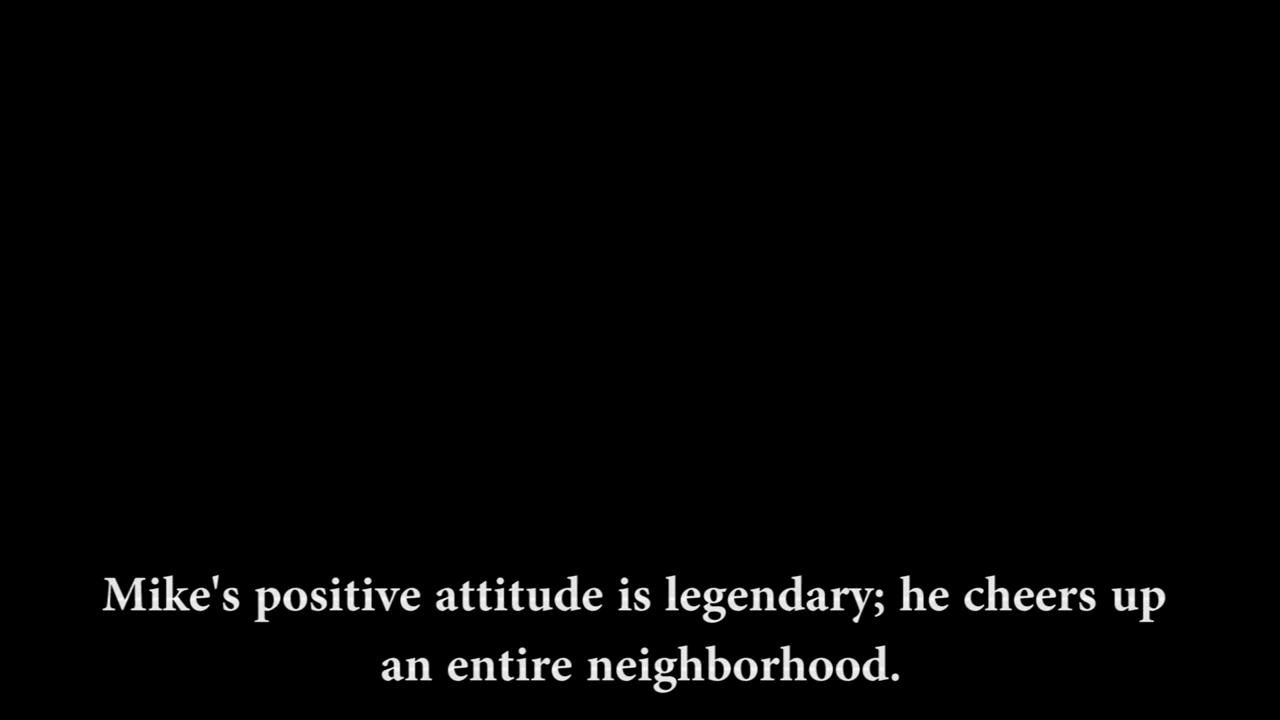 Mike's positive attitude is legendary; he cheers up
an entire neighborhood.